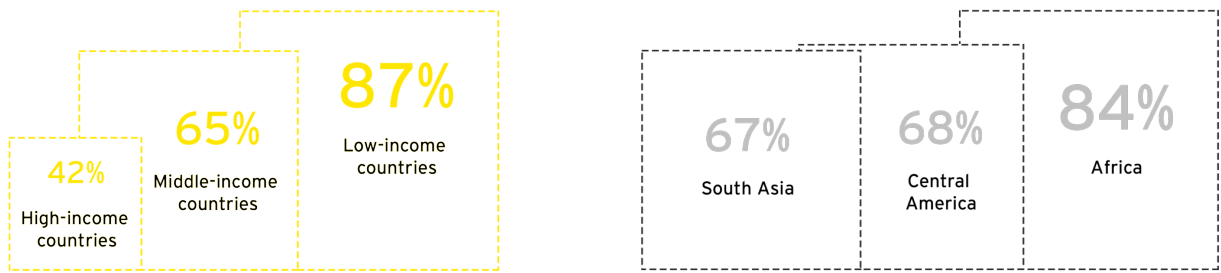 42%
High-income
countries
65%
Middle-income
countries
87%
Low-income
countries
67%
South Asia
68%
Central
America
84%
Africa